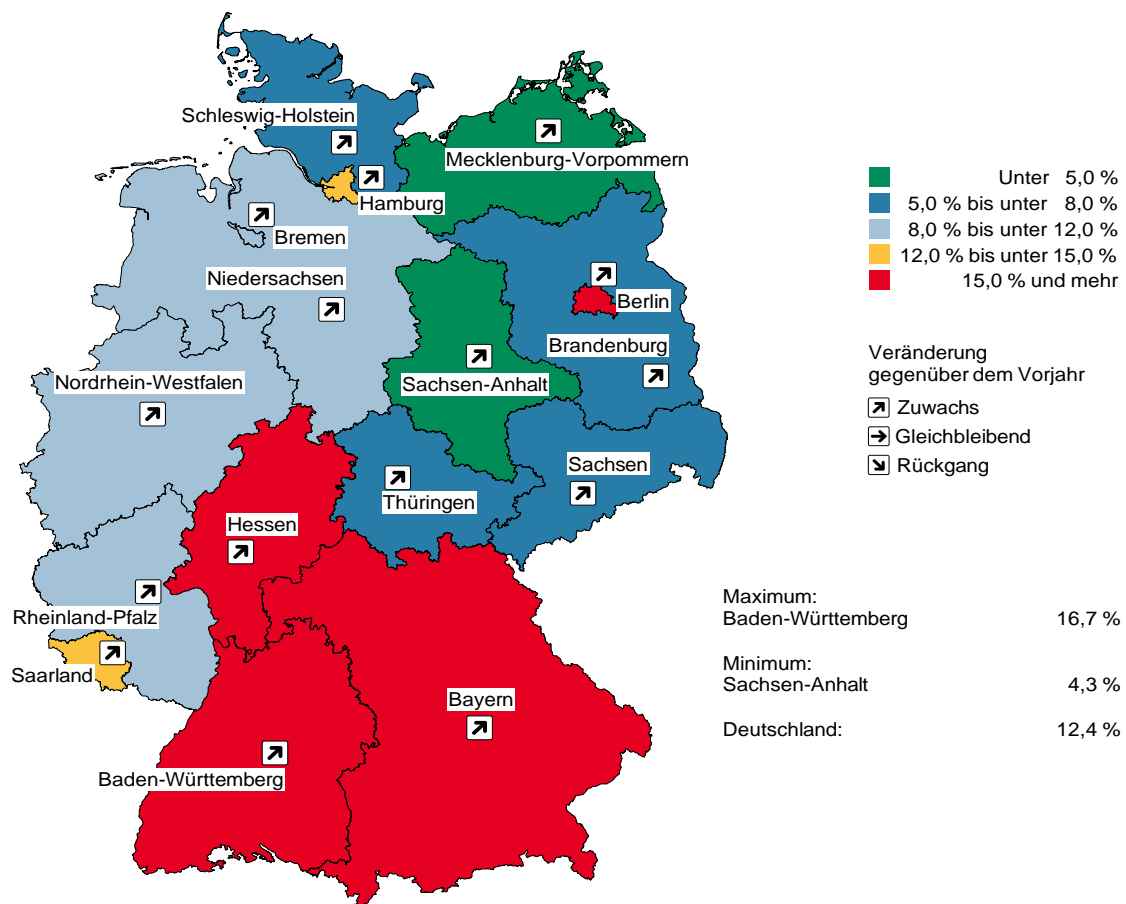 Schleswig-Holstein
Mecklenburg-Vorpommern
Hamburg
Bremen
Niedersachsen
Berlin
Brandenburg
Nordrhein-Westfalen
Sachsen-Anhalt
Sachsen
Thüringen
Hessen
Rheinland-Pfalz
Saarland
Bayern
Baden-Württemberg
Unter 5,0 %
5,0 % bis unter 8,0 %
8,0 % bis unter 12,0 %
12,0 % bis unter 15,0 %
15,0 % und mehr
Veränderung
gegenüber dem Vorjahr
Zuwachs
Gleichbleibend
Rückgang
Maximum:
Baden-Württemberg 16,7 %
Minimum:
Sachsen-Anhalt 4,3 %
Deutschland: 12,4 %